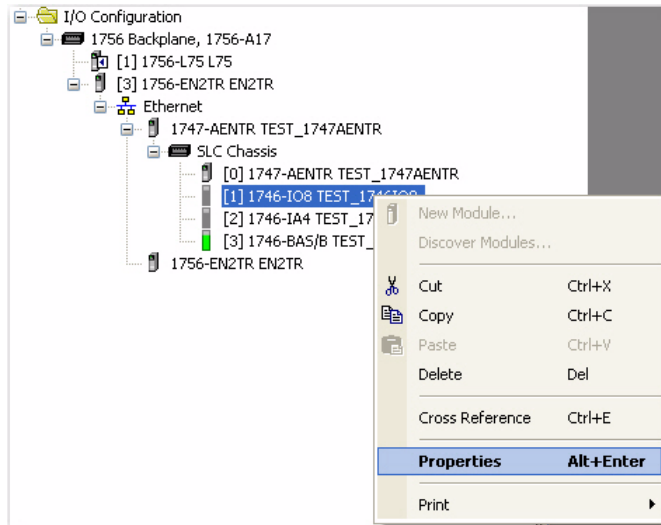 I/O Configuration
1756 Backplane, 1756-A17
[1] 1756-L75 L75
[3] 1756-EN2TR EN2TR
Ethernet
1747-AENTR TEST_1747AENTR
SLC Chassis
[0] 1747-AENTR TEST_1747AENTR
[1] 1746-IO8 TEST_1746IO8
[2] 1746-IA4 TEST_17
[3] 1746-BAS/B TEST_
1756-EN2TR EN2TR
New Module...
Discover Modules...
Cut Ctrl+X
Copy Ctrl+C
Paste Ctrl+V
Delete Del
Cross Reference Ctrl+E
Properties Alt+Enter
Print